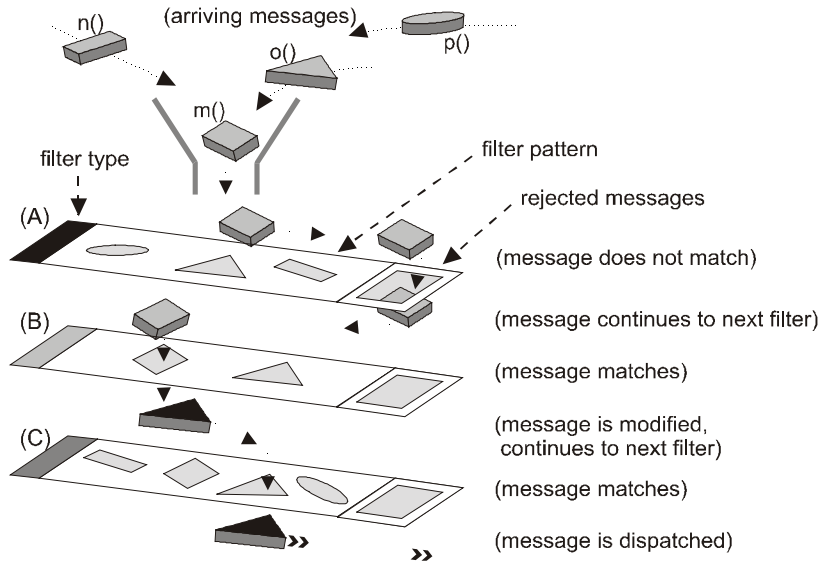 n()
(arriving messages)
p()
o()
m()
filter type
filter pattern
rejected messages
(A)
(message does not match)
(B)
(message continues to next filter)
(message matches)
(message is modified,
continues to next filter)
(C)
(message matches)
(message is dispatched)